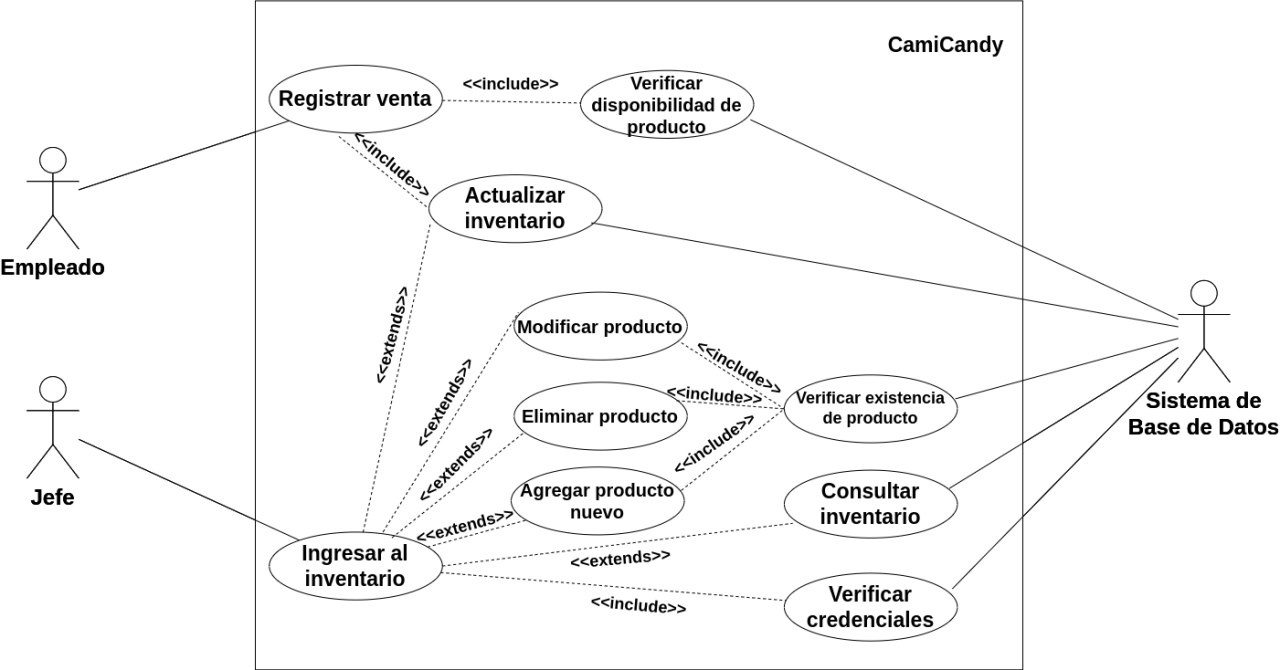 CamiCandy
Registrar venta
<<include>>
Verificar
disponibilidad de
producto
<<include>>
Actualizar
inventario
Empleado
<<extends>>
Modificar producto
<<include>>
<<extends>>
Eliminar producto
<<include>>
Verificar existencia
de producto
Sistema de
Base de Datos
<<extends>>
<<include>>
Jefe
Agregar producto
nuevo
<<extends>>
Consultar
inventario
Ingresar al
inventario
<<extends>>
<<include>>
Verificar
credenciales